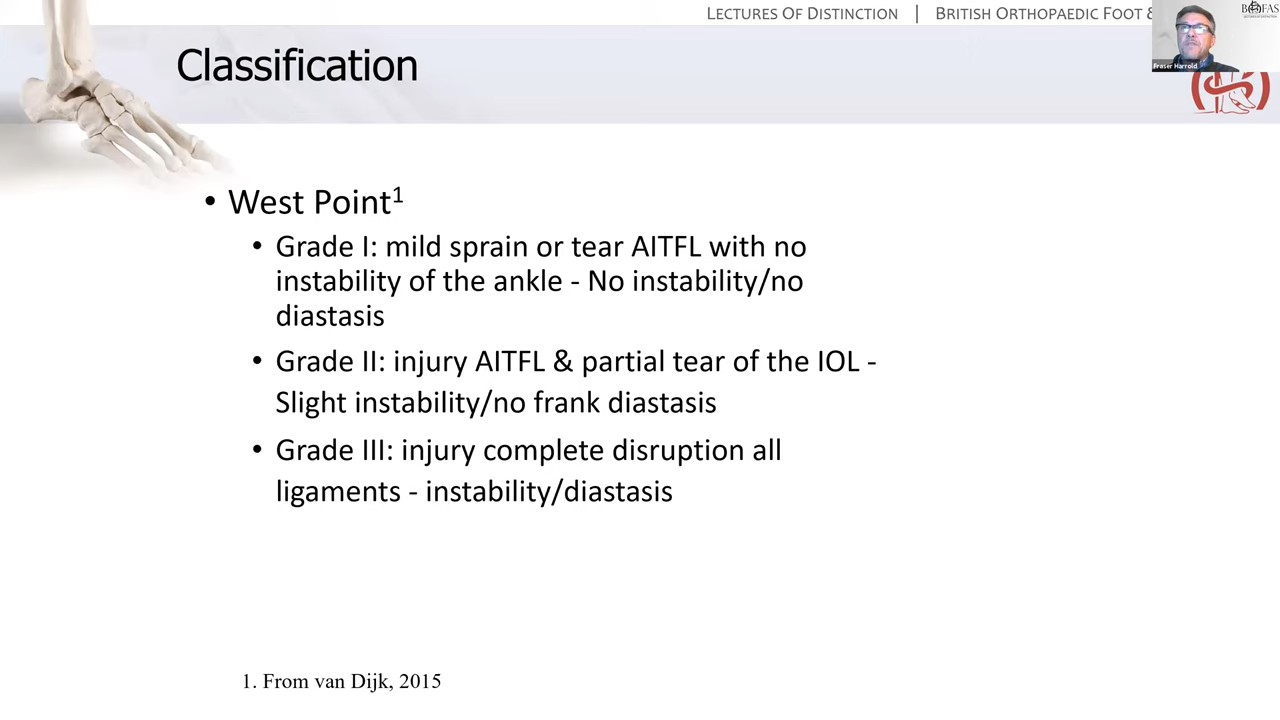 LECTURES OF DISTINCTION | BRITISH ORTHOPAEDIC FOOT &
Fraser Harrold
Classification
• West Point¹
• Grade I: mild sprain or tear AITFL with no
instability of the ankle - No instability/no
diastasis
• Grade II: injury AITFL & partial tear of the IOL -
Slight instability/no frank diastasis
• Grade III: injury complete disruption all
ligaments - instability/diastasis
1. From van Dijk, 2015